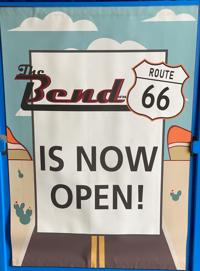 The
Bend
ROUTE
66
IS NOW
OPEN!